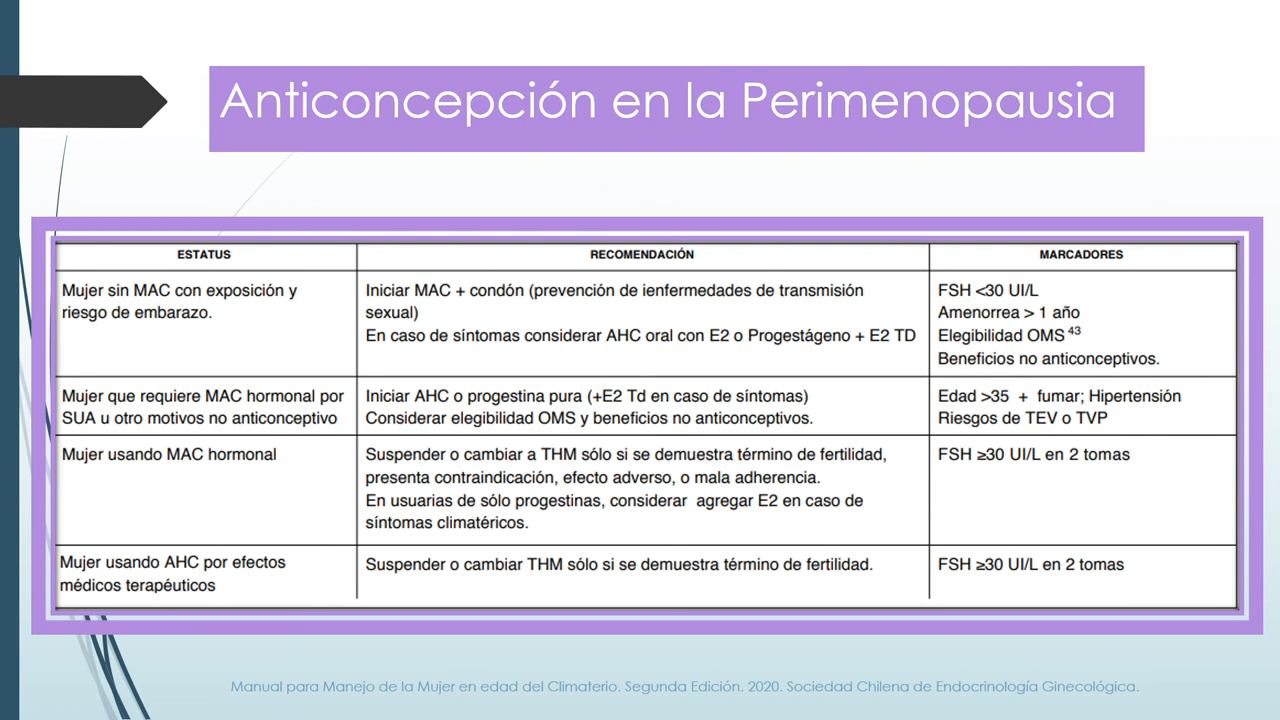 Anticoncepción en la Perimenopausia
ESTATUS RECOMENDACIÓN MARCADORES
Mujer sin MAC con exposición y
riesgo de embarazo.
Iniciar MAC + condón (prevención de ienfermedades de transmisión
sexual)
En caso de síntomas considerar AHC oral con E2 o Progestágeno + E2 TD
FSH <30 UI/L
Amenorrea > 1 año
Elegibilidad OMS 43
Beneficios no anticonceptivos.
Mujer que requiere MAC hormonal por
SUA u otro motivos no anticonceptivo
Iniciar AHC o progestina pura (+E2 Td en caso de síntomas)
Considerar elegibilidad OMS y beneficios no anticonceptivos.
Edad >35 + fumar; Hipertensión
Riesgos de TEV o TVP
Mujer usando MAC hormonal
Suspender o cambiar a THM sólo si se demuestra término de fertilidad,
presenta contraindicación, efecto adverso, o mala adherencia.
En usuarias de sólo progestinas, considerar agregar E2 en caso de
síntomas climatéricos.
FSH ≥30 UI/L en 2 tomas
Mujer usando AHC por efectos
médicos terapéuticos
Suspender o cambiar THM sólo si se demuestra término de fertilidad.
FSH ≥30 UI/L en 2 tomas
Manual para Manejo de la Mujer en edad del Climaterio. Segunda Edición. 2020. Sociedad Chilena de Endocrinología Ginecológica.